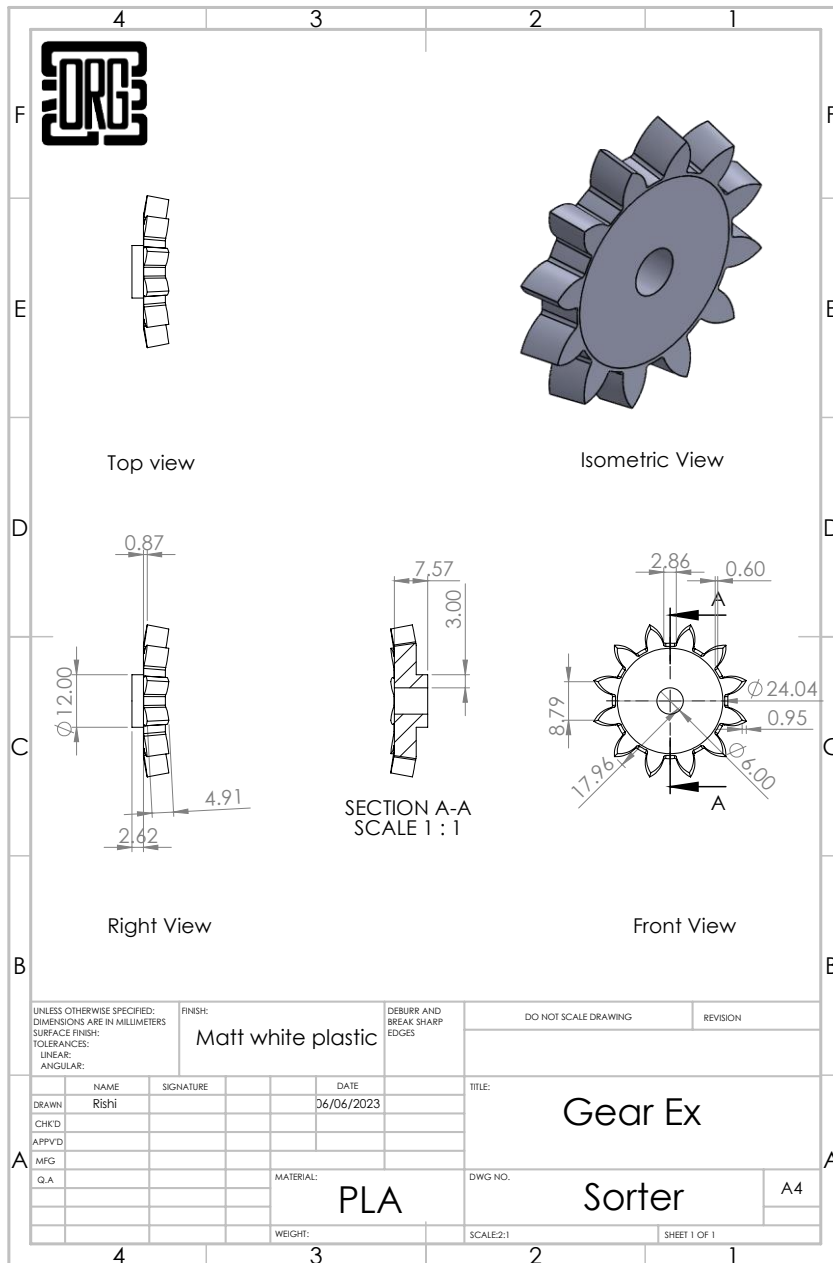 4 3 2 1
F F
ORG
E E
Top view
Isometric View
D D
0.87
7.57
3.00
2.86
0.60
A
Ø12.00
8.79
Ø24.04
0.95
C C
17.96
Ø6.00
A
4.91
2.62
SECTION A-A
SCALE 1 : 1
Right View
Front View
B B
UNLESS OTHERWISE SPECIFIED:
DIMENSIONS ARE IN MILLIMETERS
SURFACE FINISH:
TOLERANCES:
LINEAR:
ANGULAR:
FINISH:
Matt white plastic
DEBURR AND
BREAK SHARP
EDGES
DO NOT SCALE DRAWING
REVISION
NAME SIGNATURE DATE
DRAWN Rishi 06/06/2023
CHK'D
APPV'D
MFG
Q.A
TITLE:
Gear Ex
A A
MATERIAL:
PLA
DWG NO.
Sorter
A4
WEIGHT:
SCALE:2:1
SHEET 1 OF 1
4 3 2 1